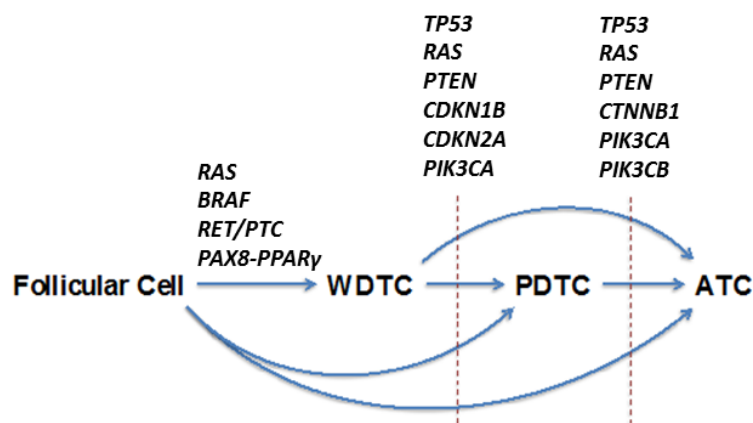 TP53
RAS
PTEN
CDKN1B
CDKN2A
PIK3CA
TP53
RAS
PTEN
CTNNB1
PIK3CA
PIK3CB
RAS
BRAF
RET/PTC
PAX8-PPARγ
Follicular Cell WDTC PDTC ATC